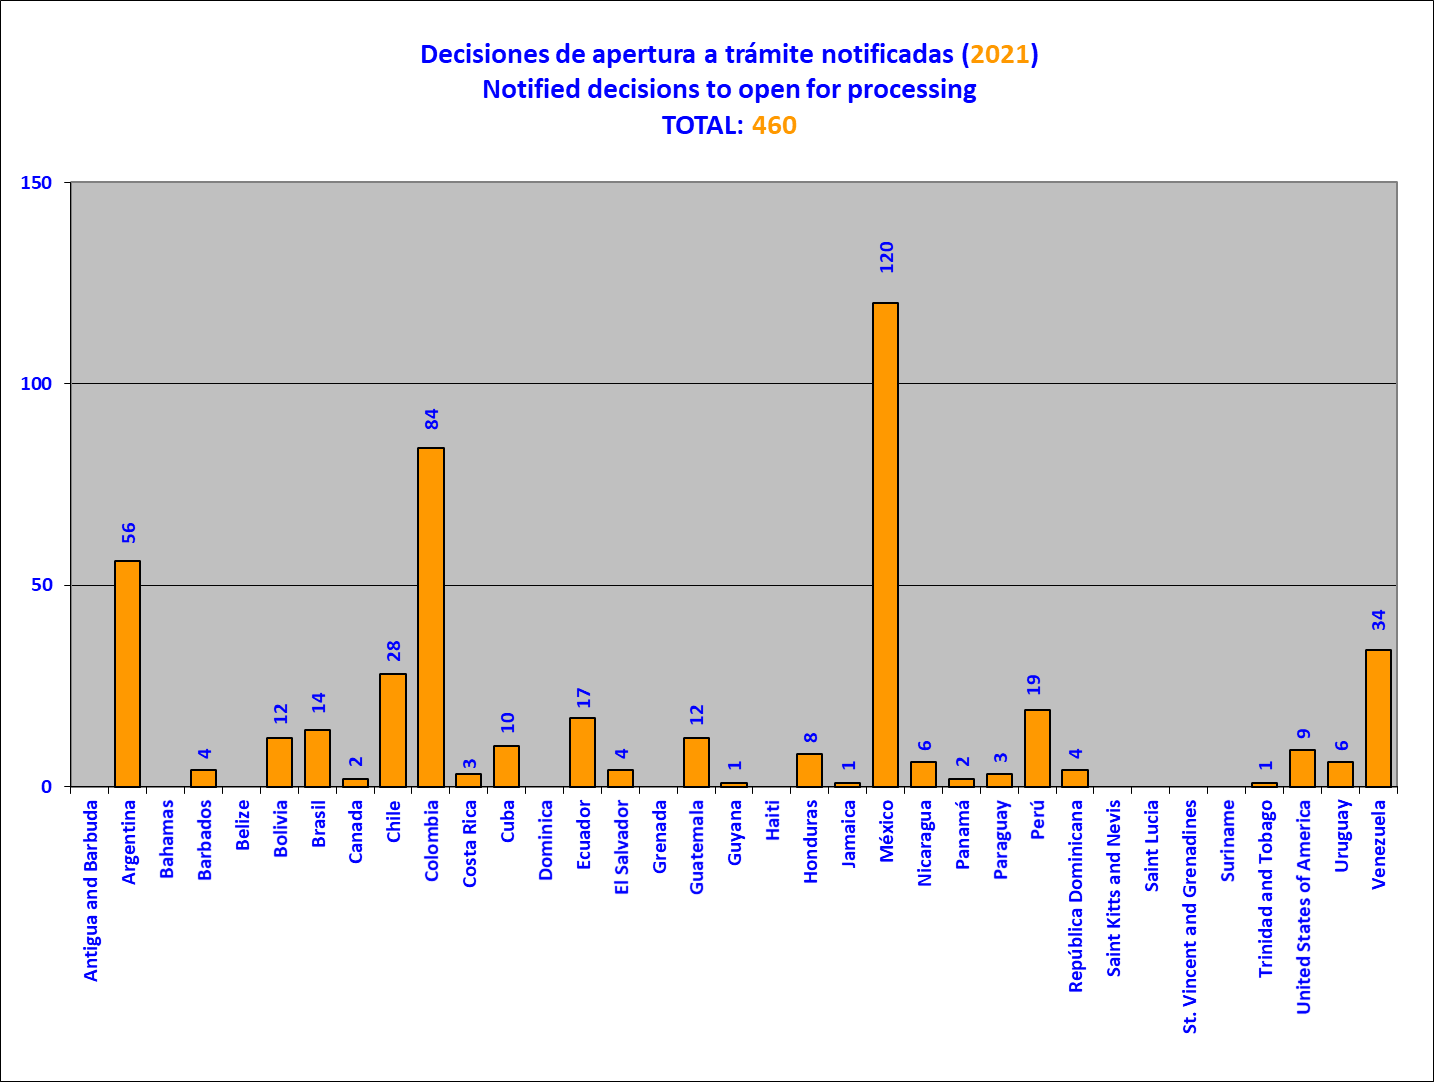 Decisiones de apertura a trámite notificadas (2021)
Notified decisions to open for processing
TOTAL: 460
150
100
50
0
56
4
12
14
2
28
84
3
10
17
4
12
1
8
1
120
6
2
3
19
4
1
9
6
34
Antigua and Barbuda
Argentina
Bahamas
Barbados
Belize
Bolivia
Brasil
Canada
Chile
Colombia
Costa Rica
Cuba
Dominica
Ecuador
El Salvador
Grenada
Guatemala
Guyana
Haiti
Honduras
Jamaica
México
Nicaragua
Panamá
Paraguay
Perú
República Dominicana
Saint Kitts and Nevis
Saint Lucia
St. Vincent and Grenadines
Suriname
Trinidad and Tobago
United States of America
Uruguay
Venezuela